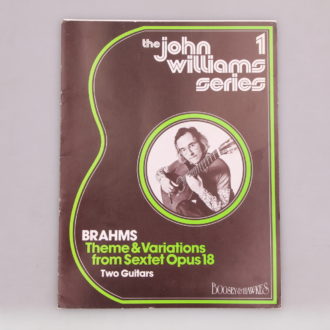 the john 1
williams
series
BRAHMS
Theme & Variations
from Sextet Opus 18
Two Guitars
BOOSEY & HAWKES